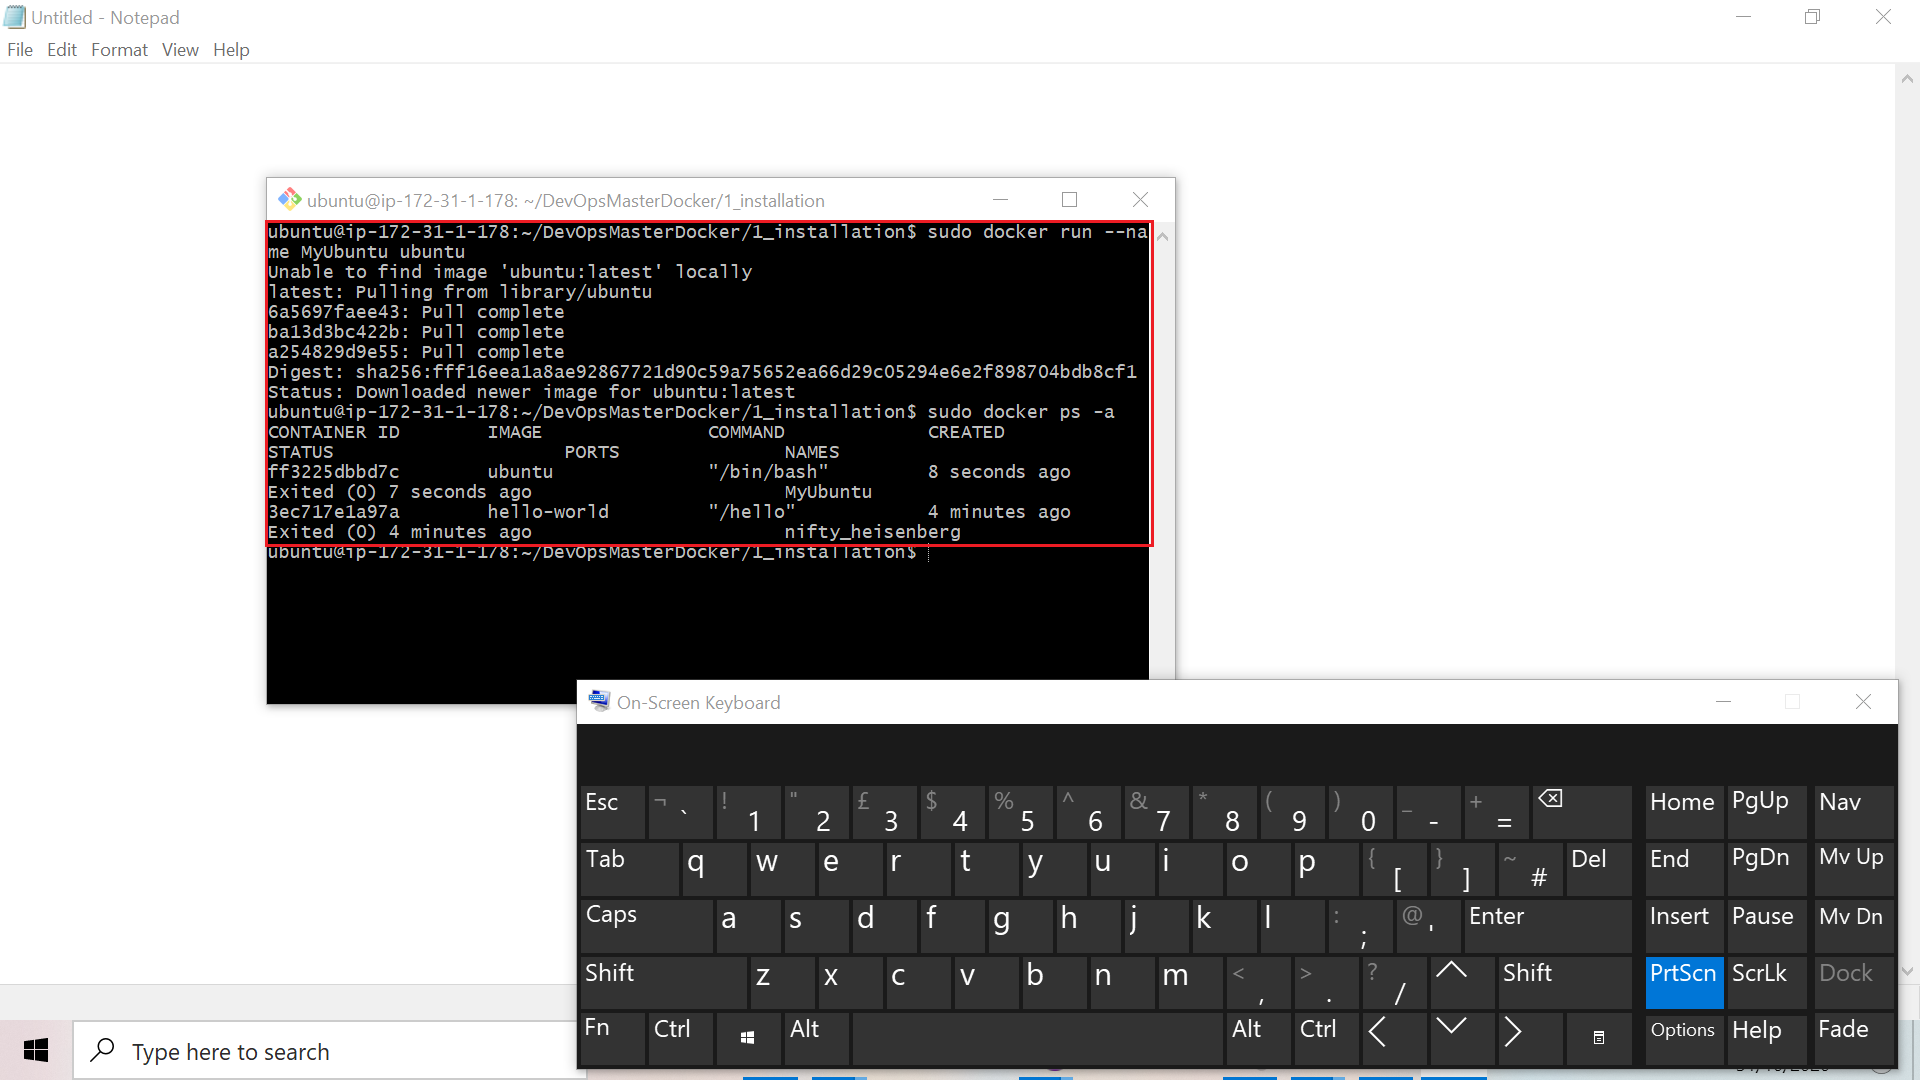 Untitled - Notepad
File Edit Format View Help
ubuntu@ip-172-31-1-178: ~/DevOpsMasterDocker/1_installation
ubuntu@ip-172-31-1-178:~/DevOpsMasterDocker/1_installation$ sudo docker run --na
me MyUbuntu ubuntu
Unable to find image 'ubuntu:latest' locally
latest: Pulling from library/ubuntu
6a5697faee43: Pull complete
ba13d3bc422b: Pull complete
a254829d9e55: Pull complete
Digest: sha256:fff16eea1a8ae92867721d90c59a75652ea66d29c05294e6e2f898704bdb8cf1
Status: Downloaded newer image for ubuntu:latest
ubuntu@ip-172-31-1-178:~/DevOpsMasterDocker/1_installation$ sudo docker ps -a
CONTAINER ID IMAGE COMMAND CREATED
STATUS PORTS NAMES
ff3225dbbd7c ubuntu "/bin/bash" 8 seconds ago
Exited (0) 7 seconds ago MyUbuntu
3ec717e1a97a hello-world "/hello" 4 minutes ago
Exited (0) 4 minutes ago nifty_heisenberg
ubuntu@ip-172-31-1-178:~/DevOpsMasterDocker/1_installation$
On-Screen Keyboard
Esc ¬ ` ! 1 " 2 £ 3 $ 4 % 5 ^ 6 & 7 * 8 ( 9 ) 0 _ - + = Home PgUp Nav
Tab q w e r t y u i o p { [ } ] ~ # Del End PgDn Mv Up
Caps a s d f g h j k l : ; @ ' Enter Insert Pause Mv Dn
Shift z x c v b n m < , > . ? / Shift PrtScn ScrLk Dock
Fn Ctrl Alt Alt Ctrl Options Help Fade
Type here to search